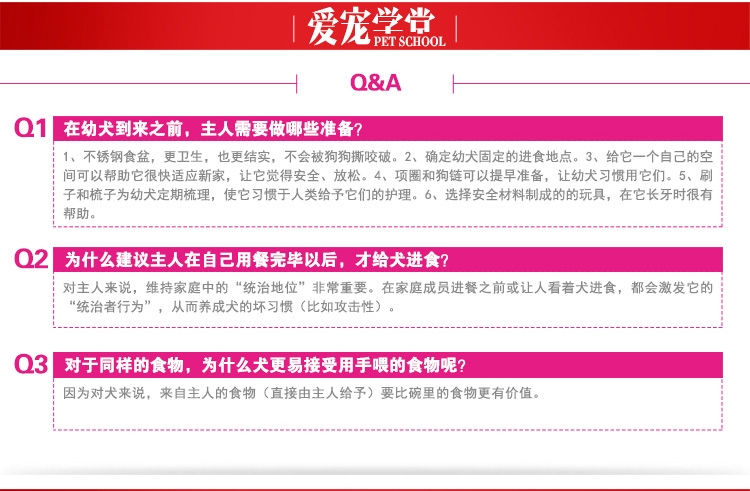 爱宠学堂
PET SCHOOL
Q&A
Q1 在幼犬到来之前，主人需要做哪些准备?
1、不锈钢食盆，更卫生，也更结实，不会被狗狗撕咬破。2、确定幼犬固定的进食地点。3、给它一个自己的空
间可以帮助它很快适应新家，让它觉得安全、放松。4、项圈和狗链可以提早准备，让幼犬习惯用它们。5、刷
子和梳子为幼犬定期梳理，使它习惯于人类给予它们的护理。6、选择安全材料制成的的玩具，在它长牙时很有
帮助。
Q2 为什么建议主人在自己用餐完毕以后，才给犬进食?
对主人来说，维持家庭中的“统治地位”非常重要。在家庭成员进餐之前或让人看着犬进食，都会激发它的
“统治者行为”，从而养成犬的坏习惯（比如攻击性）。
Q3 对于同样的食物，为什么犬更易接受用手喂的食物呢?
因为对犬来说，来自主人的食物（直接由主人给予）要比碗里的食物更有价值。